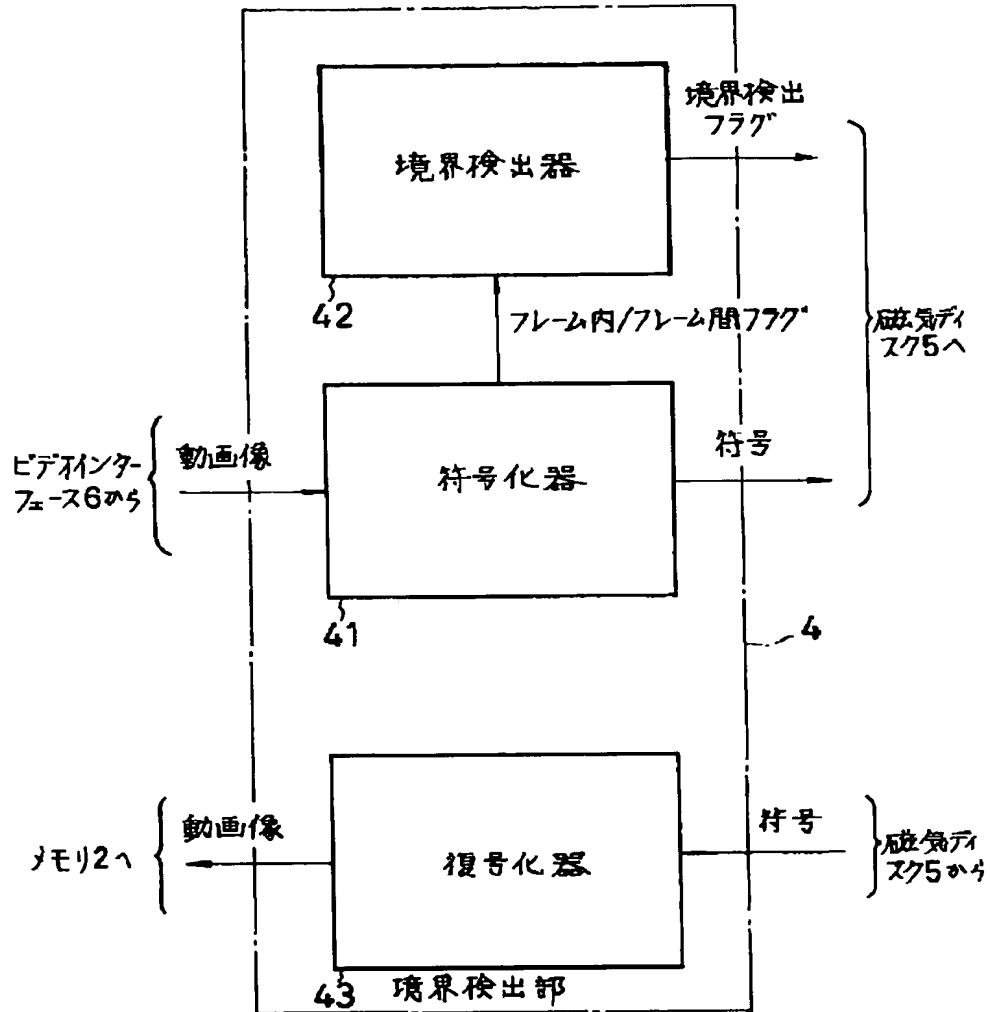 境界検出
フラグ
境界検出器
42
フレーム内/フレーム間フラグ
磁気ディ
スク5へ
ビデオインター
フェース6から
動画像
符号化器
符号
41
4
メモリ2へ
動画像
復号化器
符号
磁気ディ
スク5から
43
境界検出部